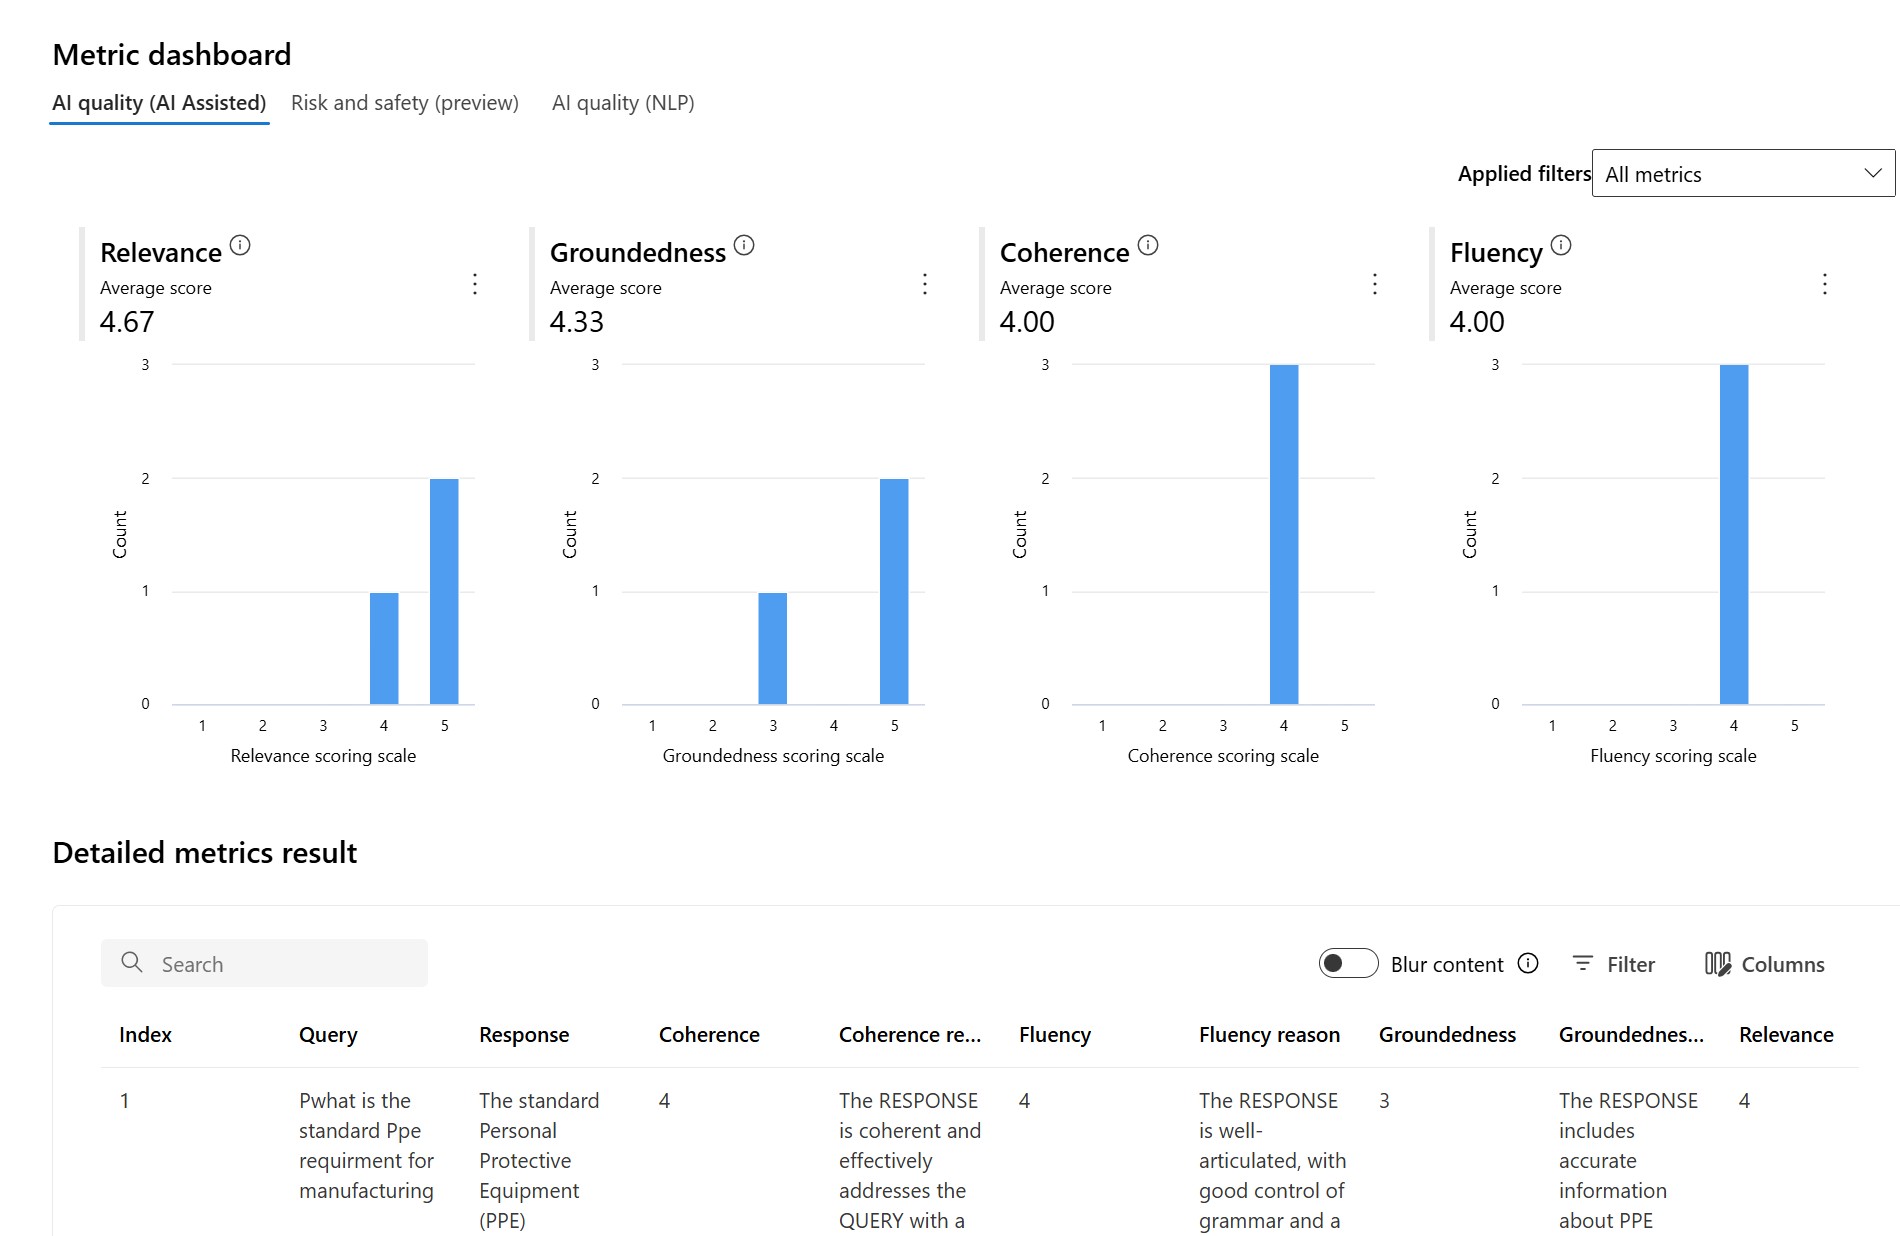 Metric dashboard
AI quality (AI Assisted) Risk and safety (preview) AI quality (NLP)
Applied filters All metrics
Relevance
Average score
4.67
3
2
1
0
Count
1 2 3 4 5
Relevance scoring scale
Groundedness
Average score
4.33
3
2
1
0
Count
1 2 3 4 5
Groundedness scoring scale
Coherence
Average score
4.00
3
2
1
0
Count
1 2 3 4 5
Coherence scoring scale
Fluency
Average score
4.00
3
2
1
0
Count
1 2 3 4 5
Fluency scoring scale
Detailed metrics result
Search
Blur content Filter Columns
Index Query Response Coherence Coherence re... Fluency Fluency reason Groundedness Groundednes... Relevance
1
Pwhat is the
standard Ppe
requirment for
manufacturing
The standard
Personal
Protective
Equipment
(PPE)
4
The RESPONSE
is coherent and
effectively
addresses the
QUERY with a
4
The RESPONSE
is well-
articulated, with
good control of
grammar and a
3
The RESPONSE
includes
accurate
information
about PPE
4